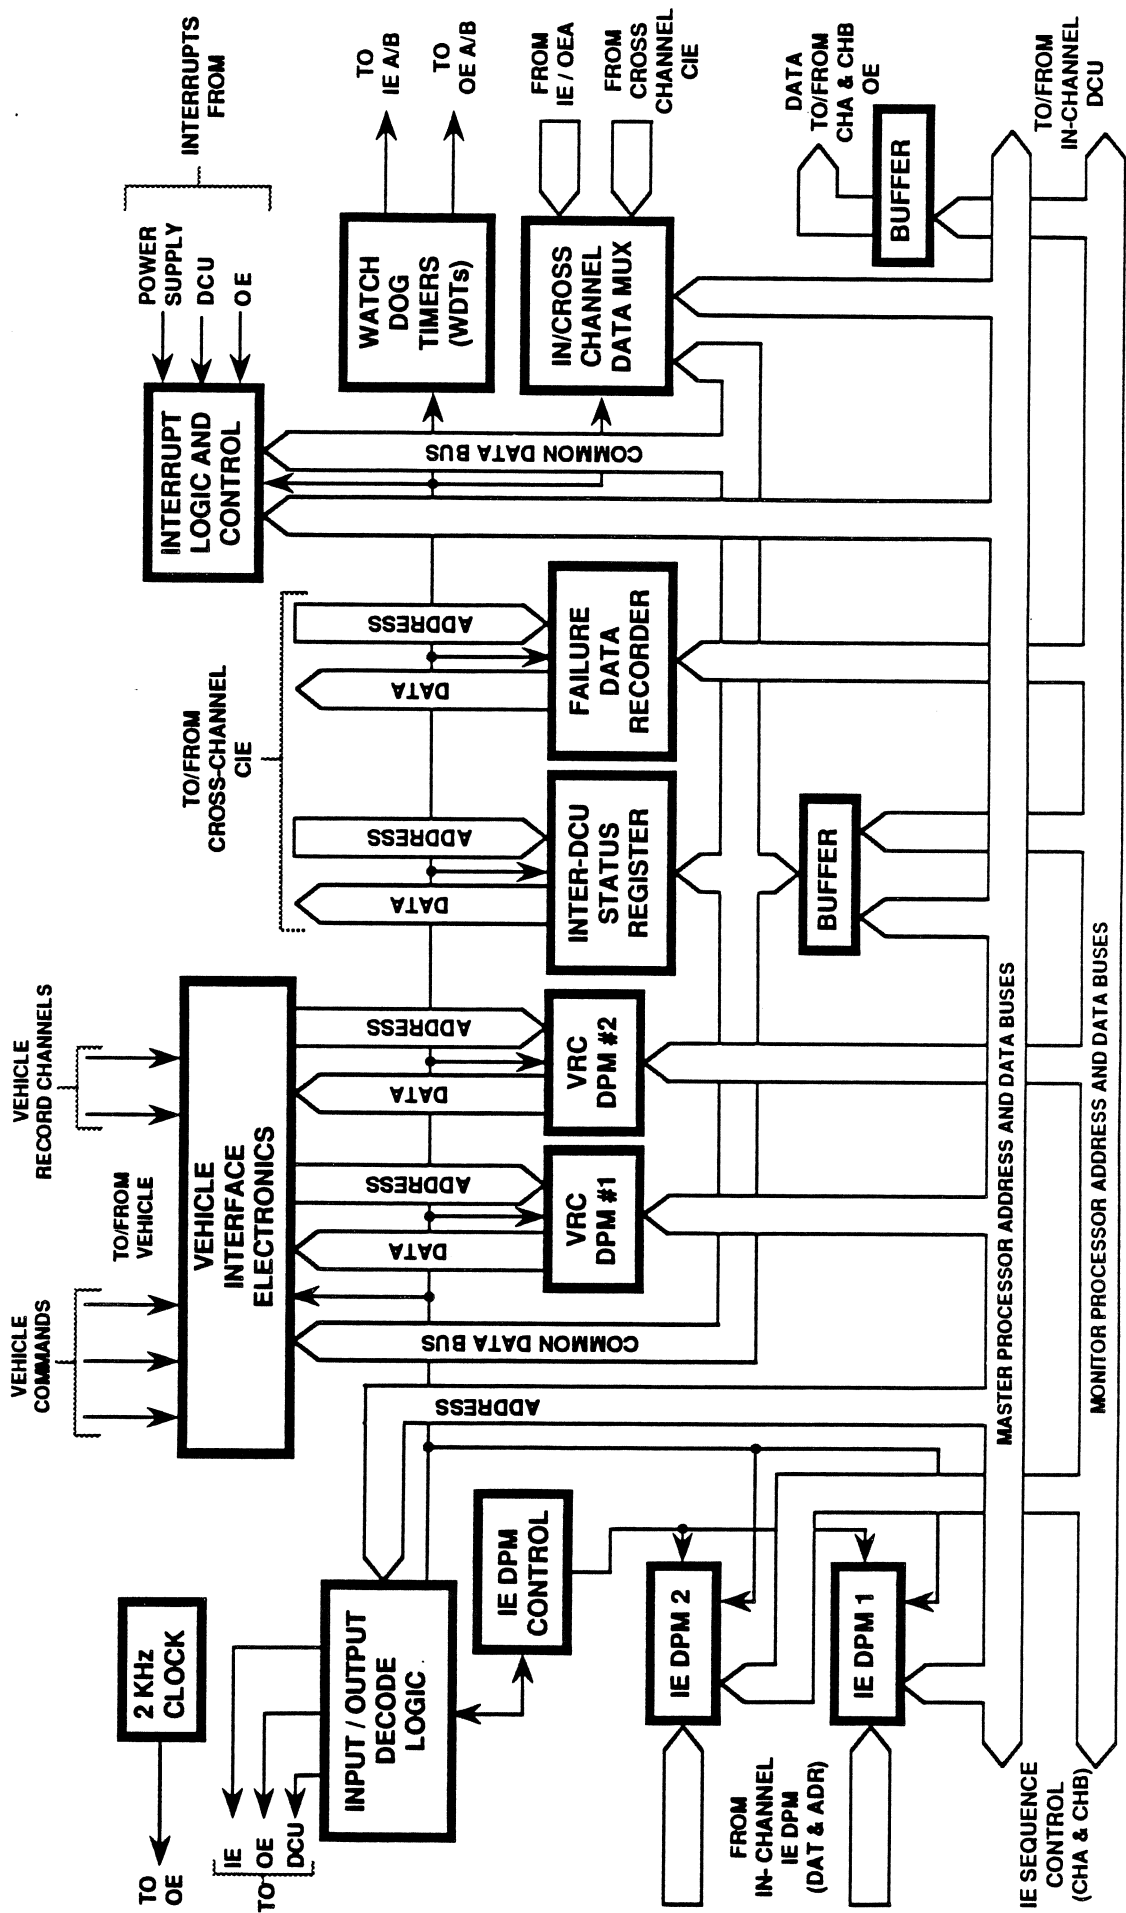 TO
OE
2 KHz
CLOCK
IE
OE
DCU
TO
INPUT / OUTPUT
DECODE
LOGIC
IE DPM
CONTROL
FROM
IN- CHANNEL
IE DPM
(DAT & ADR)
IE DPM 2
IE DPM 1
IE SEQUENCE
CONTROL
(CHA & CHB)
VEHICLE
COMMANDS
TO/FROM
VEHICLE
VEHICLE
RECORD CHANNELS
VEHICLE
INTERFACE
ELECTRONICS
ADDRESS
COMMON DATA BUS
DATA
ADDRESS
DATA
ADDRESS
VRC
DPM #1
VRC
DPM #2
TO/FROM
CROSS-CHANNEL
CIE
DATA
ADDRESS
DATA
ADDRESS
INTER-DCU
STATUS
REGISTER
FAILURE
DATA
RECORDER
BUFFER
MASTER PROCESSOR ADDRESS AND DATA BUSES
MONITOR PROCESSOR ADDRESS AND DATA BUSES
INTERRUPTS
FROM
POWER
SUPPLY
DCU
OE
INTERRUPT
LOGIC AND
CONTROL
COMMON DATA BUS
WATCH
DOG
TIMERS
(WDTs)
TO
IE A/B
TO
OE A/B
IN/CROSS
CHANNEL
DATA MUX
FROM
IE / OEA
FROM
CROSS
CHANNEL
CIE
DATA
TO/FROM
CHA & CHB
OE
BUFFER
TO/FROM
IN-CHANNEL
DCU